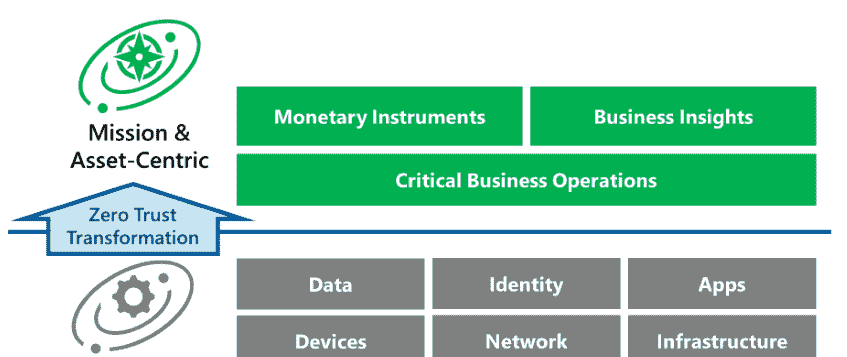 Mission &
Asset-Centric
Monetary Instruments
Business Insights
Critical Business Operations
Zero Trust
Transformation
Data
Identity
Apps
Devices
Network
Infrastructure